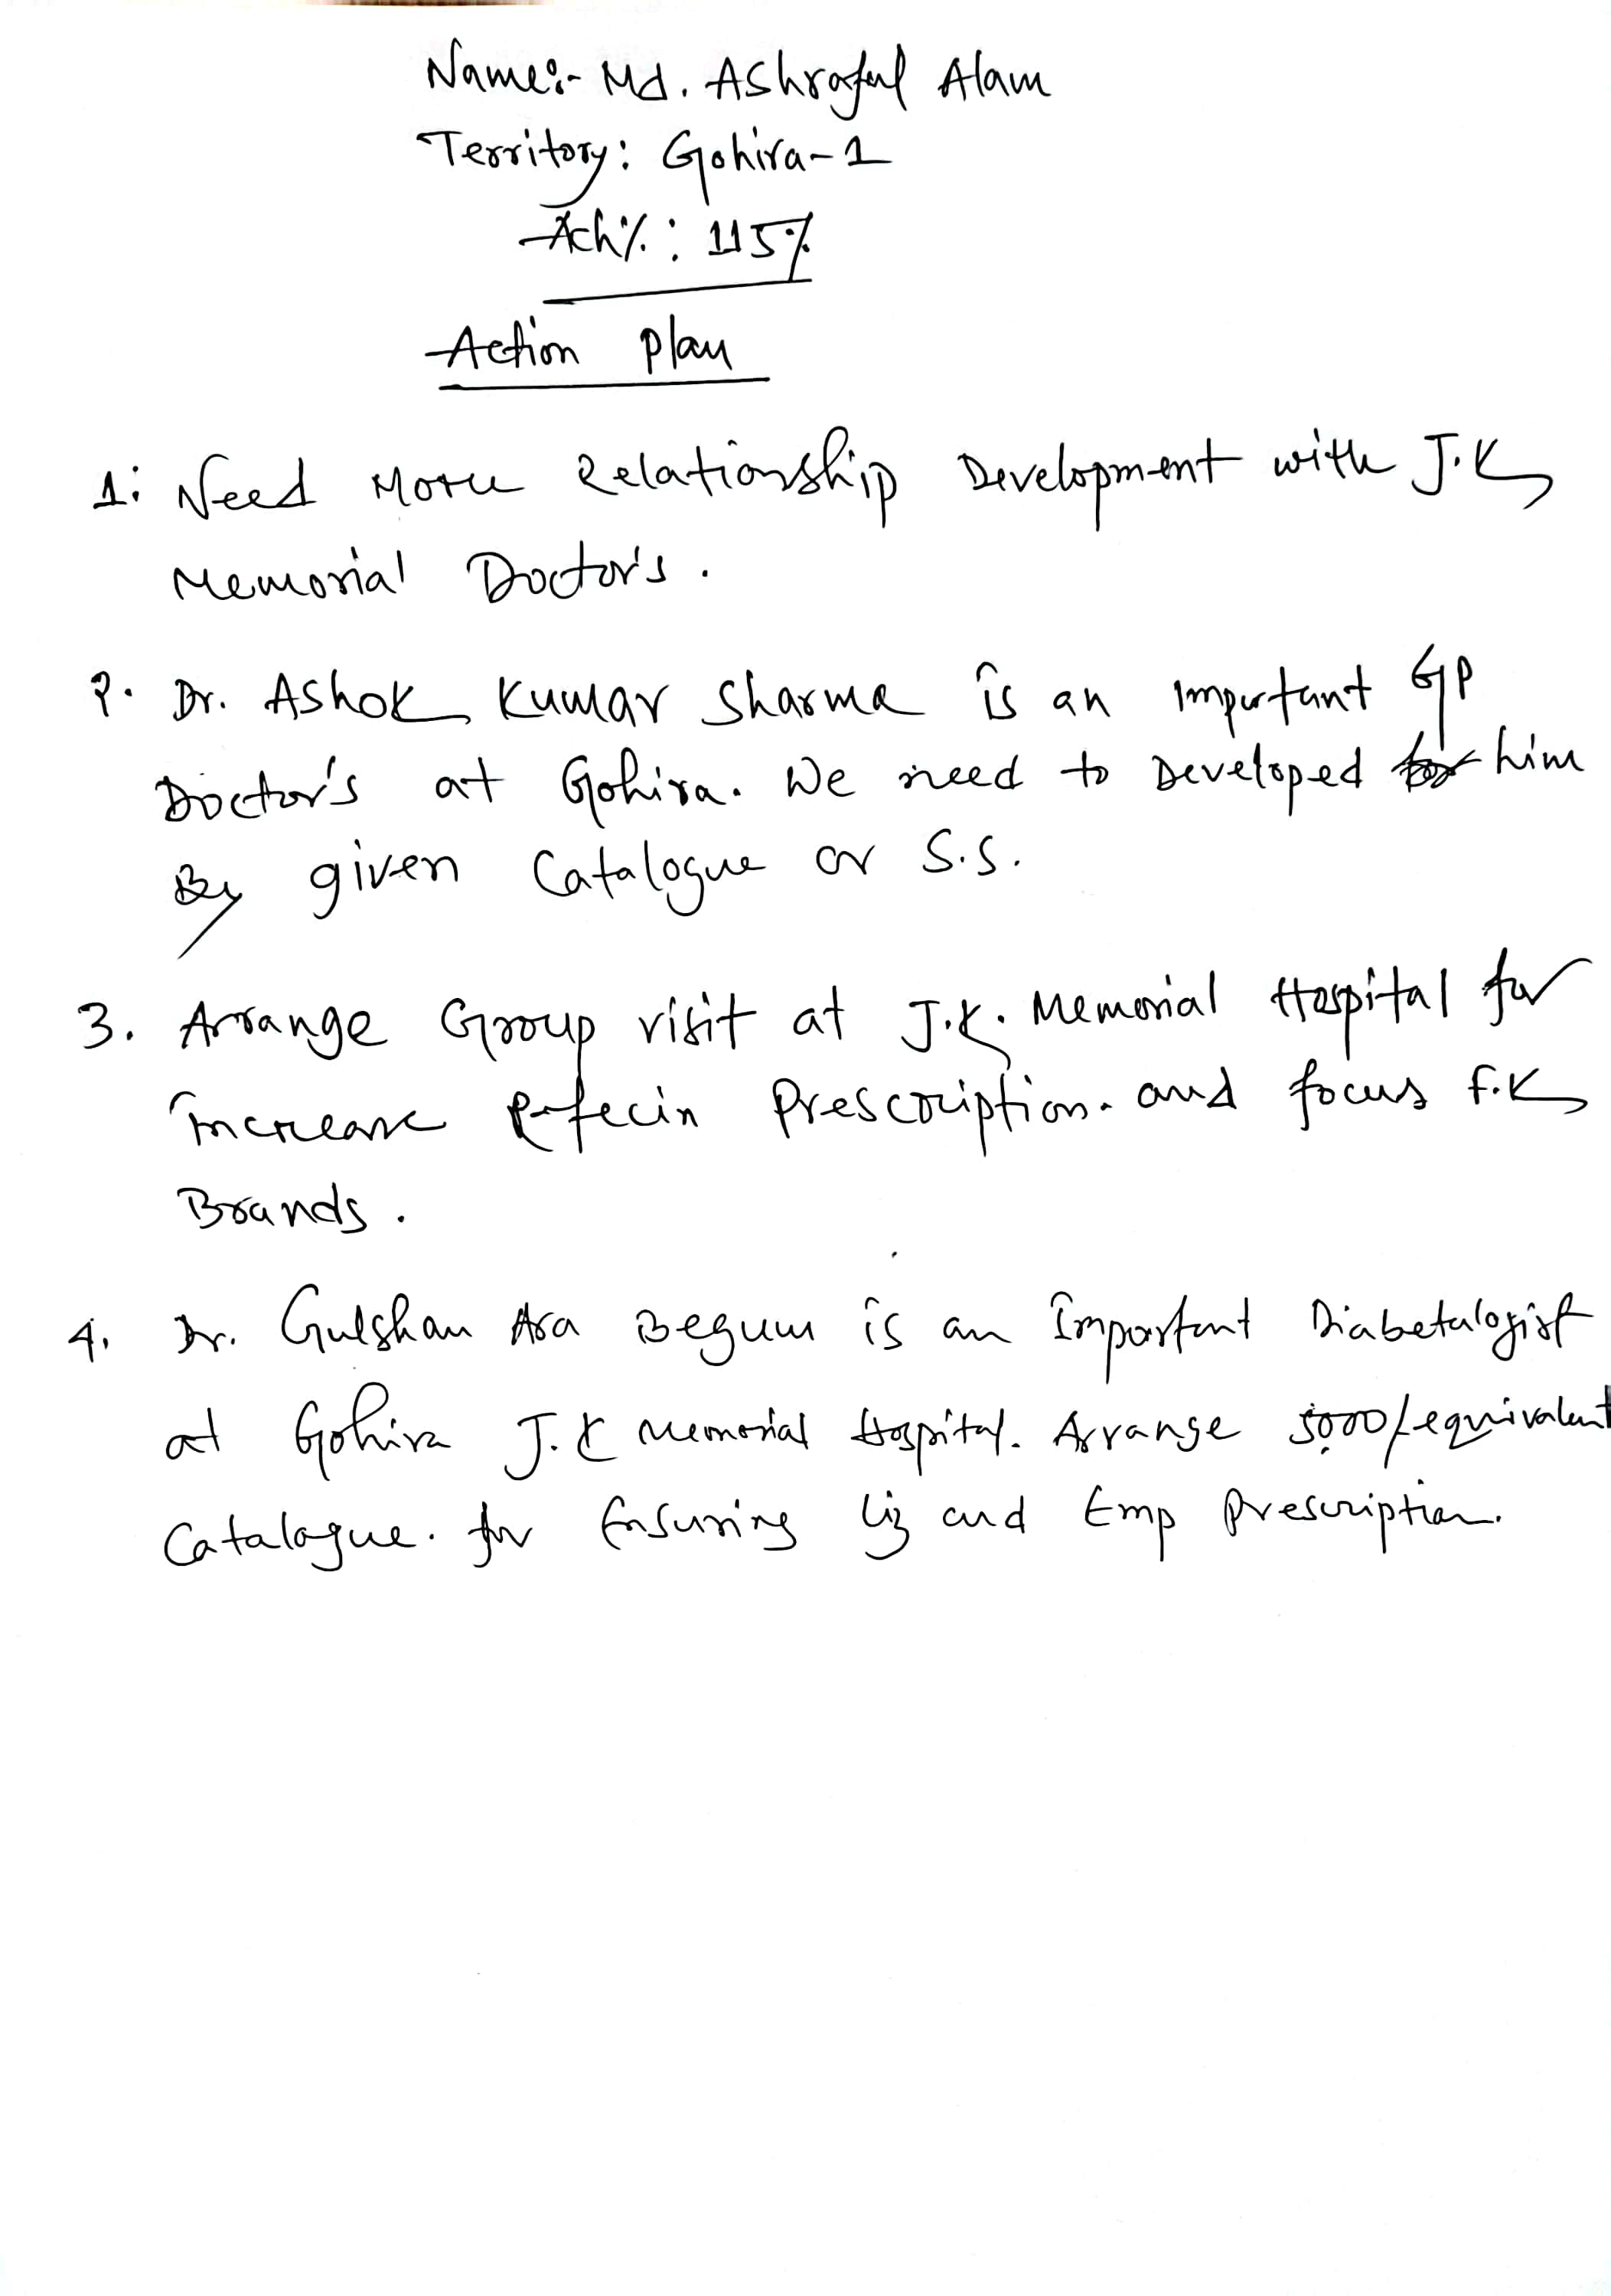 Name:- Md. Ashraful Alam
Territory: Gohira-1
Ach%: 115%
Action plan
1: Need More Relationship Development with J.K
Memorial Doctor's.
2. Dr. Ashok Kumar Sharma is an important GP
Doctor's at Gohira. We need to Developed him
By given Catalogue or S.S.
3. Arrange Group visit at J.K. Memorial Hospital for
increase Refecin Prescription. and focus F.K
Brands.
4. Dr. Gulshan Ara Begum is an Important Diabetalogist
at Gohira J.K Memorial Hospital. Arrange 5000/- equivalent
Catalogue. for Ensuring Liz and Emp Prescription.